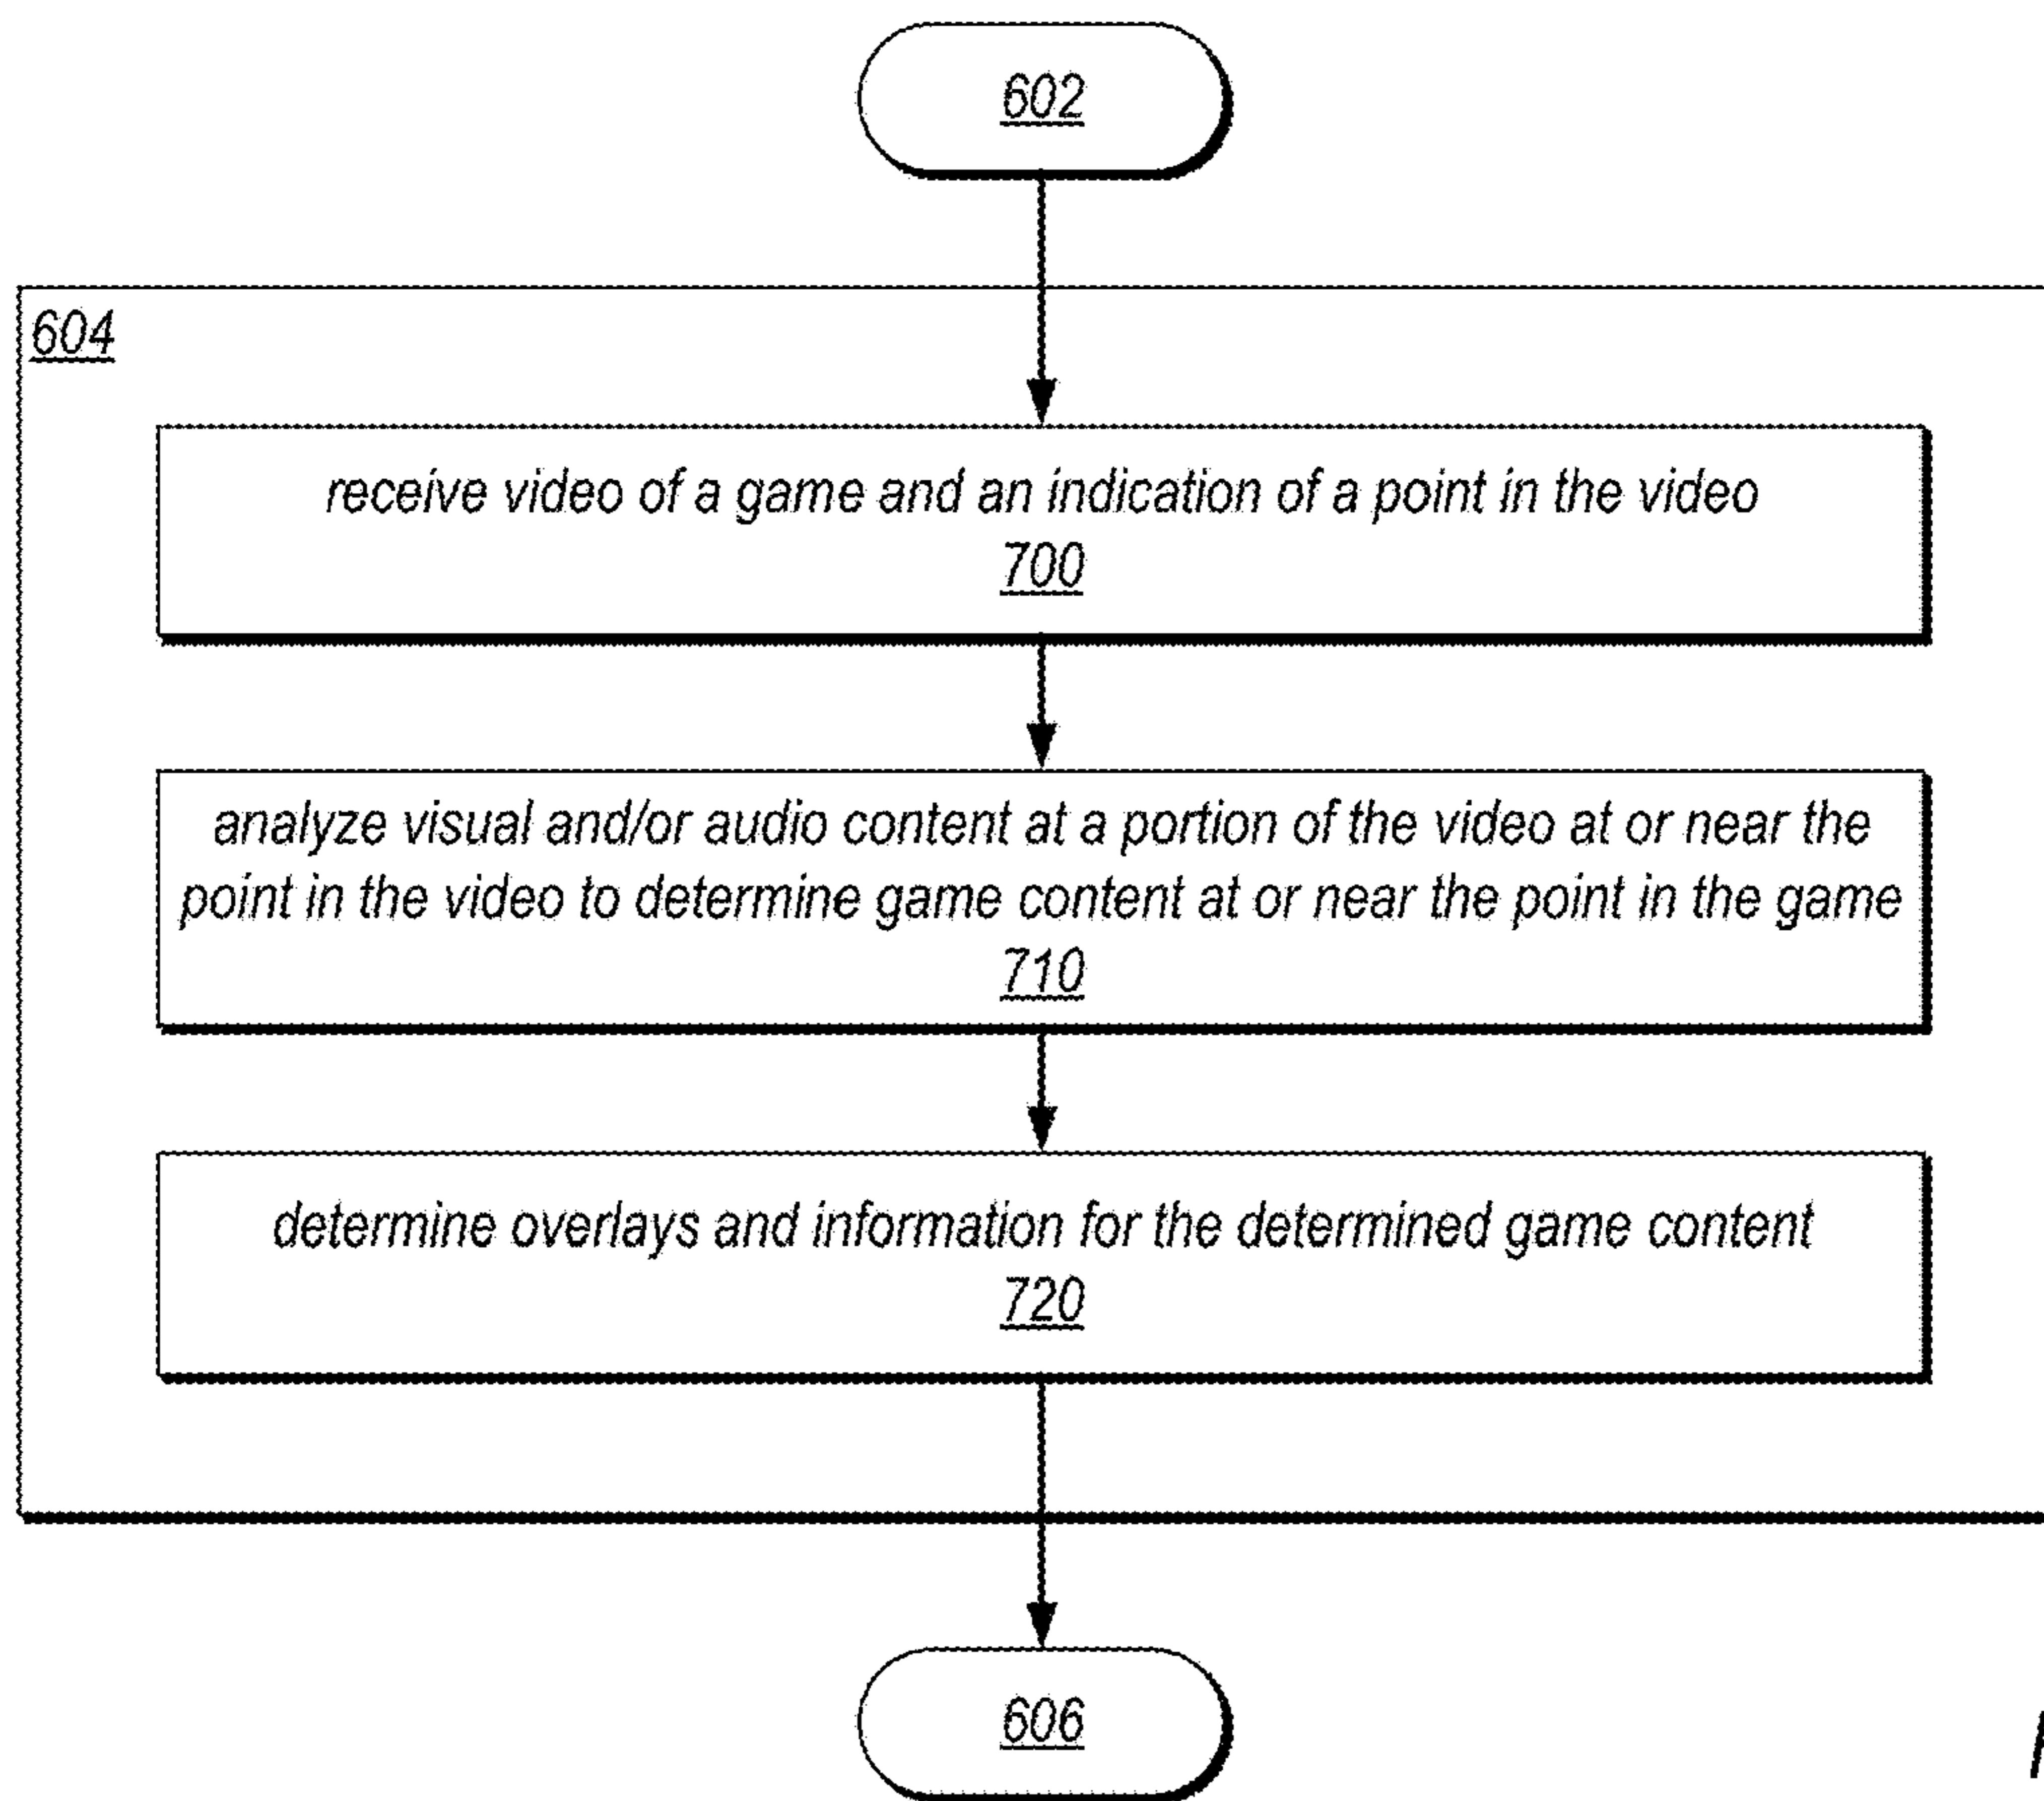 602
604
receive video of a game and an indication of a point in the video
700
analyze visual and/or audio content at a portion of the video at or near the
point in the video to determine game content at or near the point in the game
710
determine overlays and information for the determined game content
720
606